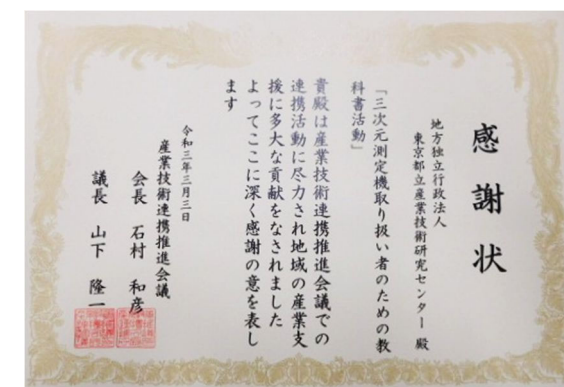 感謝状
地方独立行政法人
東京都立産業技術研究センター 殿
「三次元測定機取り扱い者のための教
科書活動」
貴殿は産業技術連携推進会議での
連携活動に尽力され地域の産業支
援に多大な貢献をなされました
よってここに深く感謝の意を表し
ます
令和三年三月三日
産業技術連携推進会議
会長 石村 和彦
議長 山下 隆一